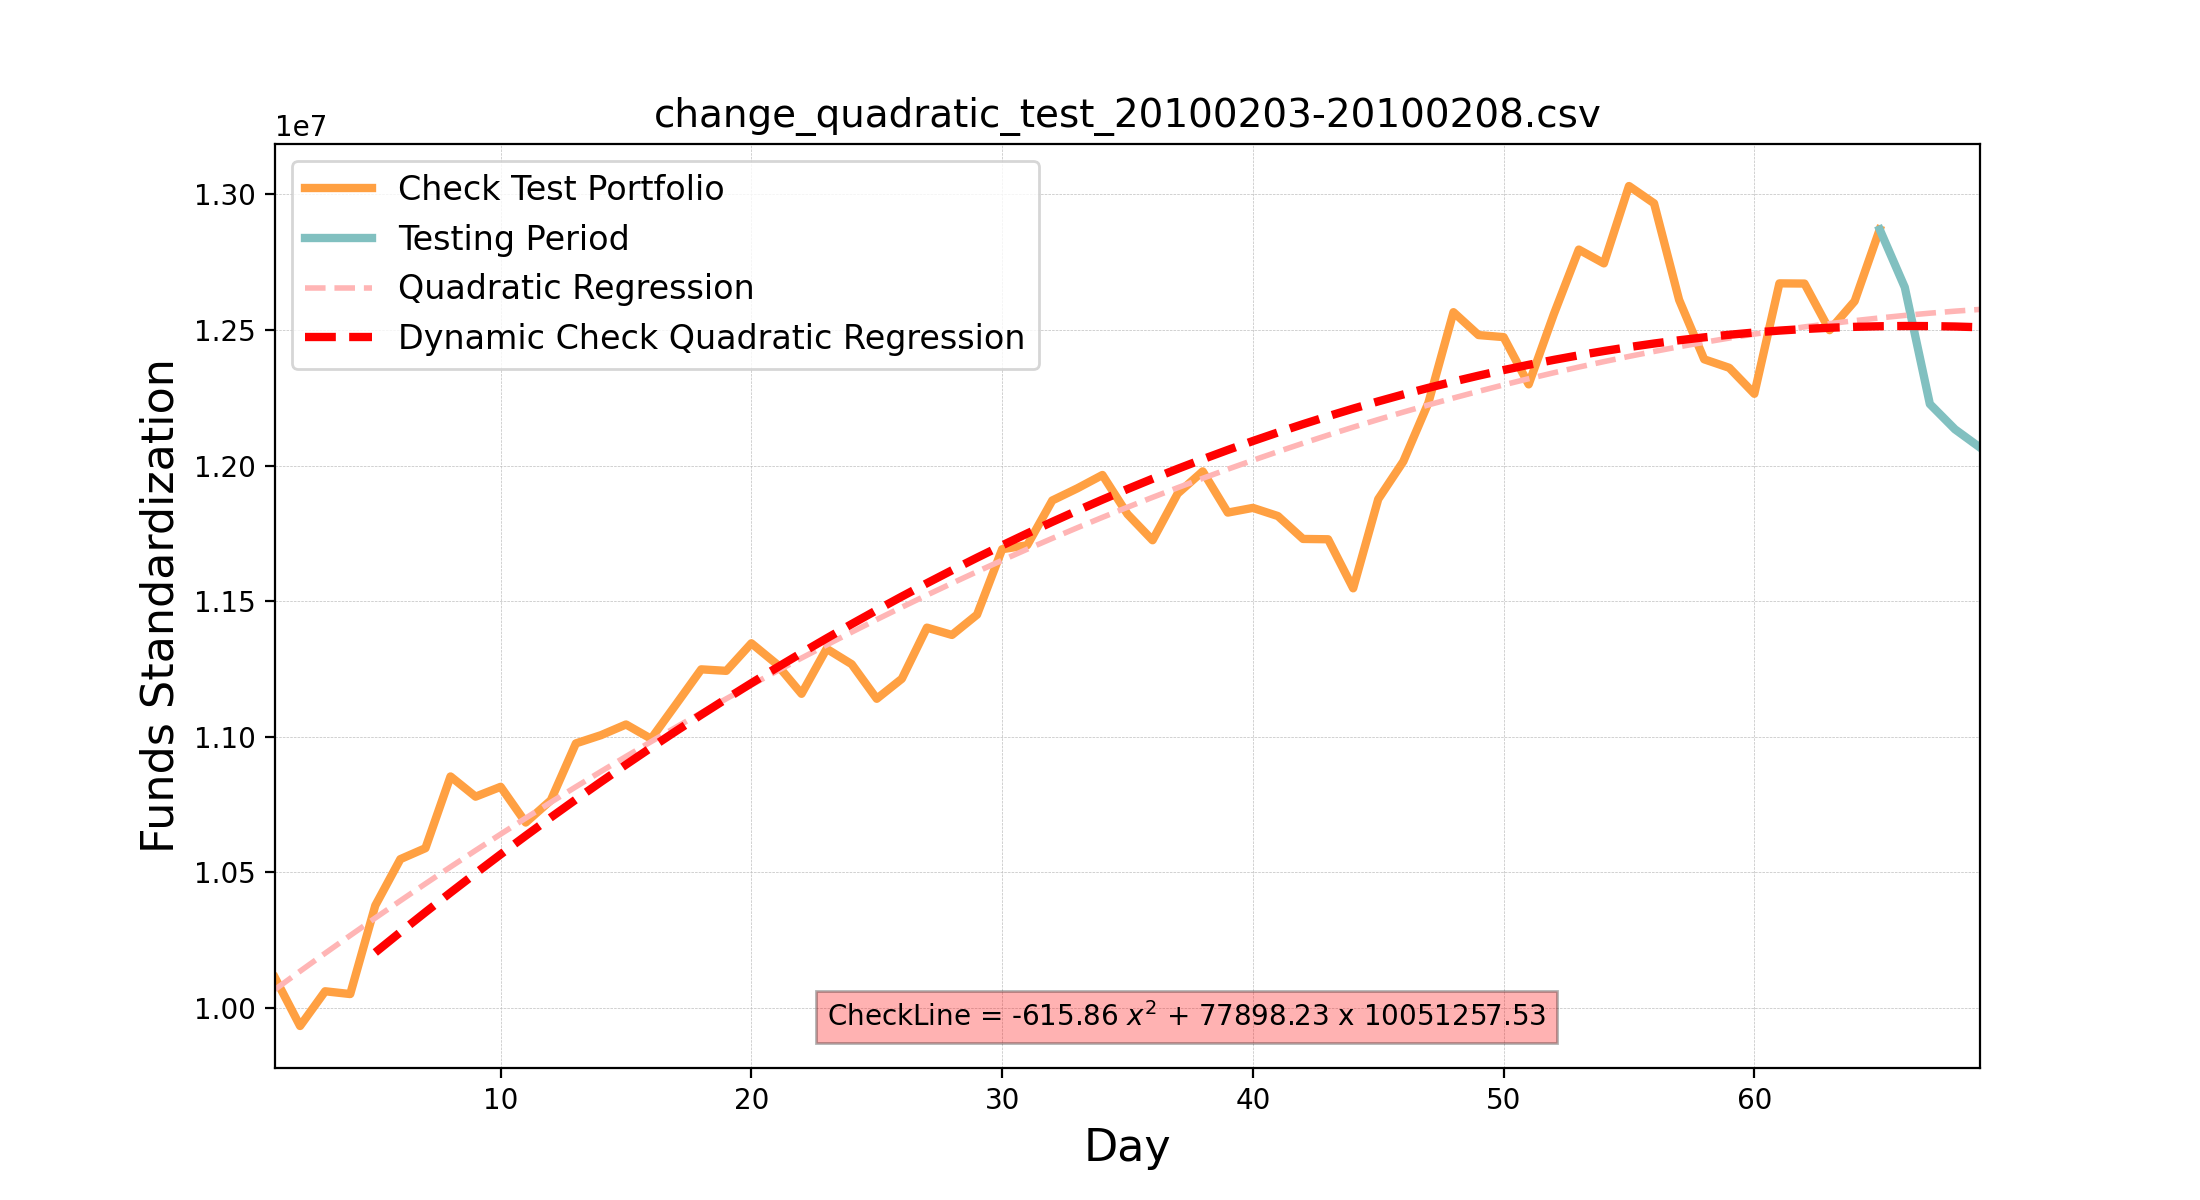 change_quadratic_test_20100203-20100208.csv
1e7
Check Test Portfolio
Testing Period
Quadratic Regression
Dynamic Check Quadratic Regression
1.30
1.25
1.20
1.15
1.10
1.05
1.00
Funds Standardization
CheckLine = -615.86 x² + 77898.23 x 10051257.53
10 20 30 40 50 60
Day